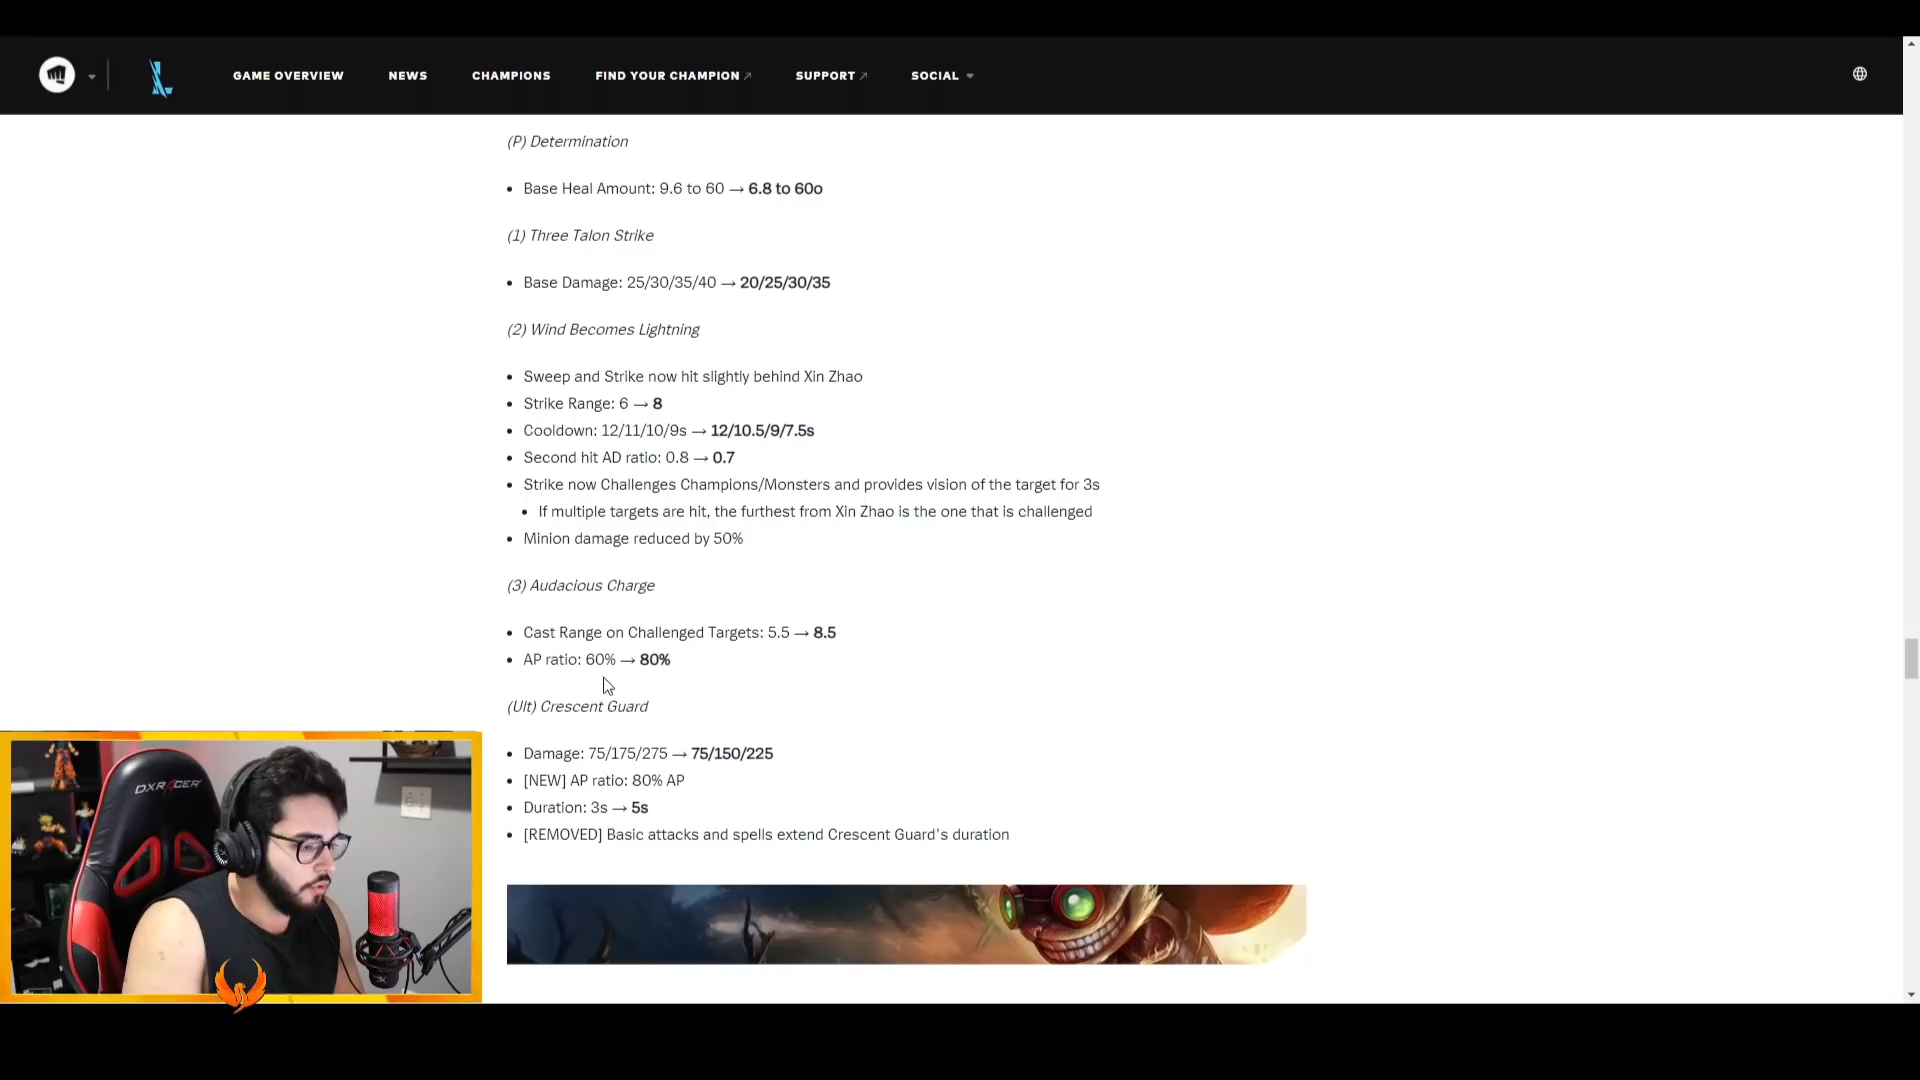 GAME OVERVIEW NEWS CHAMPIONS FIND YOUR CHAMPION SUPPORT SOCIAL
(P) Determination
Base Heal Amount: 9.6 to 60 → 6.8 to 60o
(1) Three Talon Strike
Base Damage: 25/30/35/40 → 20/25/30/35
(2) Wind Becomes Lightning
Sweep and Strike now hit slightly behind Xin Zhao
Strike Range: 6 → 8
Cooldown: 12/11/10/9s → 12/10.5/9/7.5s
Second hit AD ratio: 0.8 → 0.7
Strike now Challenges Champions/Monsters and provides vision of the target for 3s
If multiple targets are hit, the furthest from Xin Zhao is the one that is challenged
Minion damage reduced by 50%
(3) Audacious Charge
Cast Range on Challenged Targets: 5.5 → 8.5
AP ratio: 60% → 80%
(Ult) Crescent Guard
Damage: 75/175/275 → 75/150/225
[NEW] AP ratio: 80% AP
Duration: 3s → 5s
[REMOVED] Basic attacks and spells extend Crescent Guard's duration
DXRACER